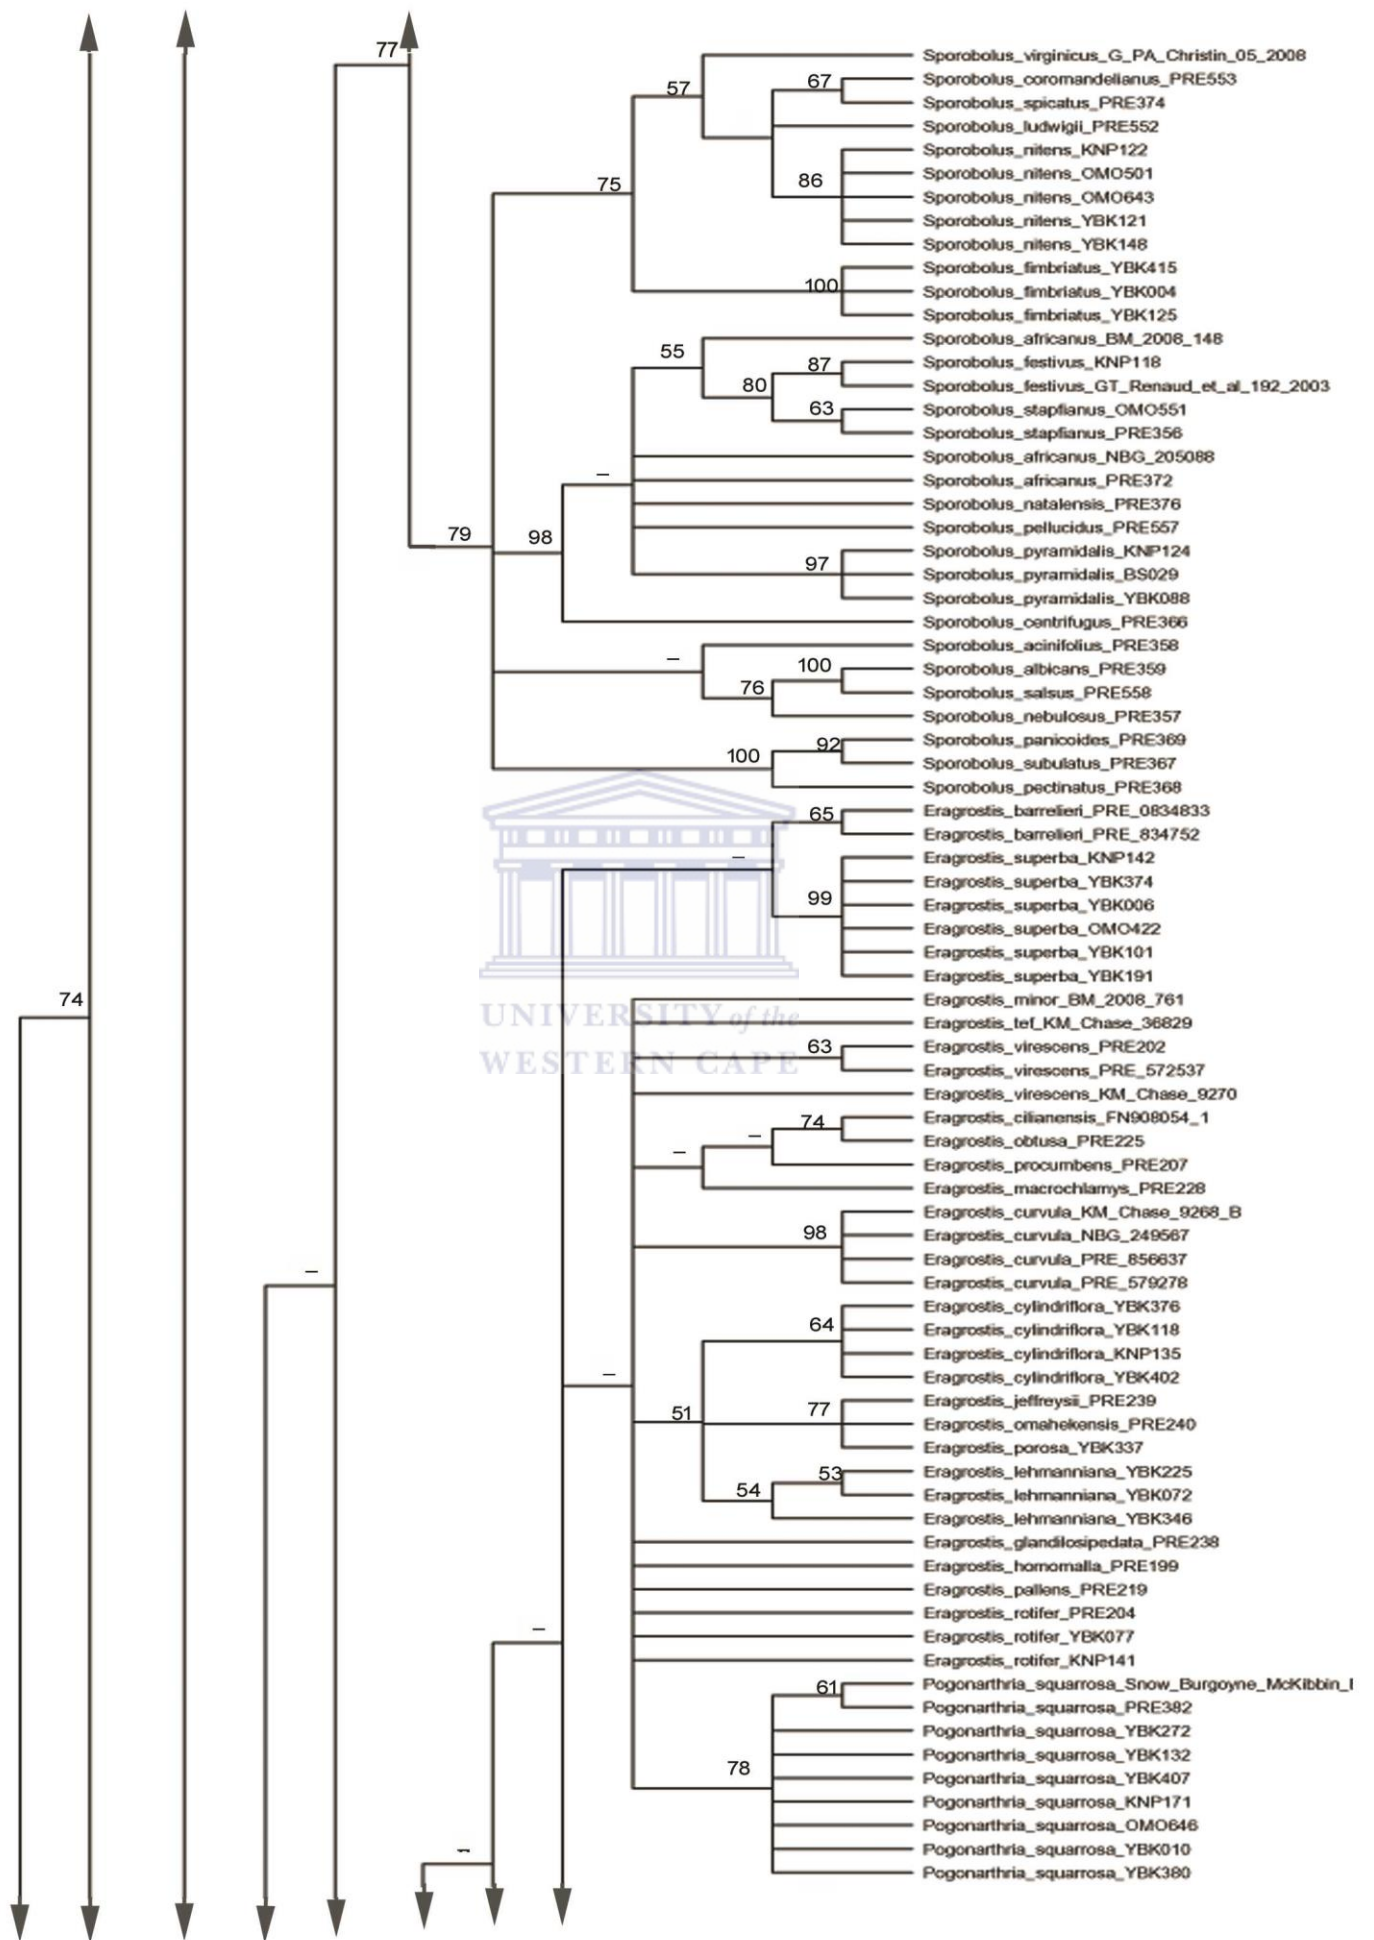 77
Sporobolus_virginicus_G_PA_Christin_05_2008
57
67
Sporobolus_coromandelianus_PRE553
Sporobolus_spicatus_PRE374
Sporobolus_ludwigii_PRE552
Sporobolus_nitens_KNP122
Sporobolus_nitens_OMO501
75
86
Sporobolus_nitens_OMO643
Sporobolus_nitens_YBK121
Sporobolus_nitens_YBK148
Sporobolus_fimbriatus_YBK415
100
Sporobolus_fimbriatus_YBK004
Sporobolus_fimbriatus_YBK125
Sporobolus_africanus_BM_2008_148
55
87
Sporobolus_festivus_KNP118
80
Sporobolus_festivus_GT_Renaud_et_al_192_2003
63
Sporobolus_stapfianus_OMO551
Sporobolus_stapfianus_PRE356
Sporobolus_africanus_NBG_205088
–
Sporobolus_africanus_PRE372
Sporobolus_natalensis_PRE376
Sporobolus_pellucidus_PRE557
79
98
Sporobolus_pyramidalis_KNP124
97
Sporobolus_pyramidalis_BS029
Sporobolus_pyramidalis_YBK088
Sporobolus_centrifugus_PRE366
–
Sporobolus_acinifolius_PRE358
100
Sporobolus_albicans_PRE359
76
Sporobolus_salsus_PRE558
Sporobolus_nebulosus_PRE357
92
Sporobolus_panicoides_PRE369
100
Sporobolus_subulatus_PRE367
Sporobolus_pectinatus_PRE368
65
Eragrostis_barrelieri_PRE_0834833
Eragrostis_barrelieri_PRE_834752
–
Eragrostis_superba_KNP142
Eragrostis_superba_YBK374
99
Eragrostis_superba_YBK006
Eragrostis_superba_OMO422
Eragrostis_superba_YBK101
Eragrostis_superba_YBK191
74
Eragrostis_minor_BM_2008_761
UNIVERSITY of the
Eragrostis_tef_KM_Chase_36829
63
Eragrostis_virescens_PRE202
WESTERN CAPE
Eragrostis_virescens_PRE_572537
Eragrostis_virescens_KM_Chase_9270
74
Eragrostis_cilianensis_FN908054_1
–
Eragrostis_obtusa_PRE225
–
Eragrostis_procumbens_PRE207
Eragrostis_macrochlamys_PRE228
Eragrostis_curvula_KM_Chase_9268_B
98
Eragrostis_curvula_NBG_249567
Eragrostis_curvula_PRE_856637
–
Eragrostis_curvula_PRE_579278
Eragrostis_cylindriflora_YBK376
64
Eragrostis_cylindriflora_YBK118
Eragrostis_cylindriflora_KNP135
–
Eragrostis_cylindriflora_YBK402
Eragrostis_jeffreysii_PRE239
51
77
Eragrostis_omahekensis_PRE240
Eragrostis_porosa_YBK337
53
Eragrostis_lehmanniana_YBK225
54
Eragrostis_lehmanniana_YBK072
Eragrostis_lehmanniana_YBK346
Eragrostis_glandilosipedata_PRE238
Eragrostis_homomalla_PRE199
Eragrostis_pallens_PRE219
Eragrostis_rotifer_PRE204
–
Eragrostis_rotifer_YBK077
Eragrostis_rotifer_KNP141
61
Pogonarthria_squarrosa_Snow_Burgoyne_McKibbin_I
Pogonarthria_squarrosa_PRE382
Pogonarthria_squarrosa_YBK272
Pogonarthria_squarrosa_YBK132
78
Pogonarthria_squarrosa_YBK407
Pogonarthria_squarrosa_KNP171
Pogonarthria_squarrosa_OMO646
–
Pogonarthria_squarrosa_YBK010
Pogonarthria_squarrosa_YBK380